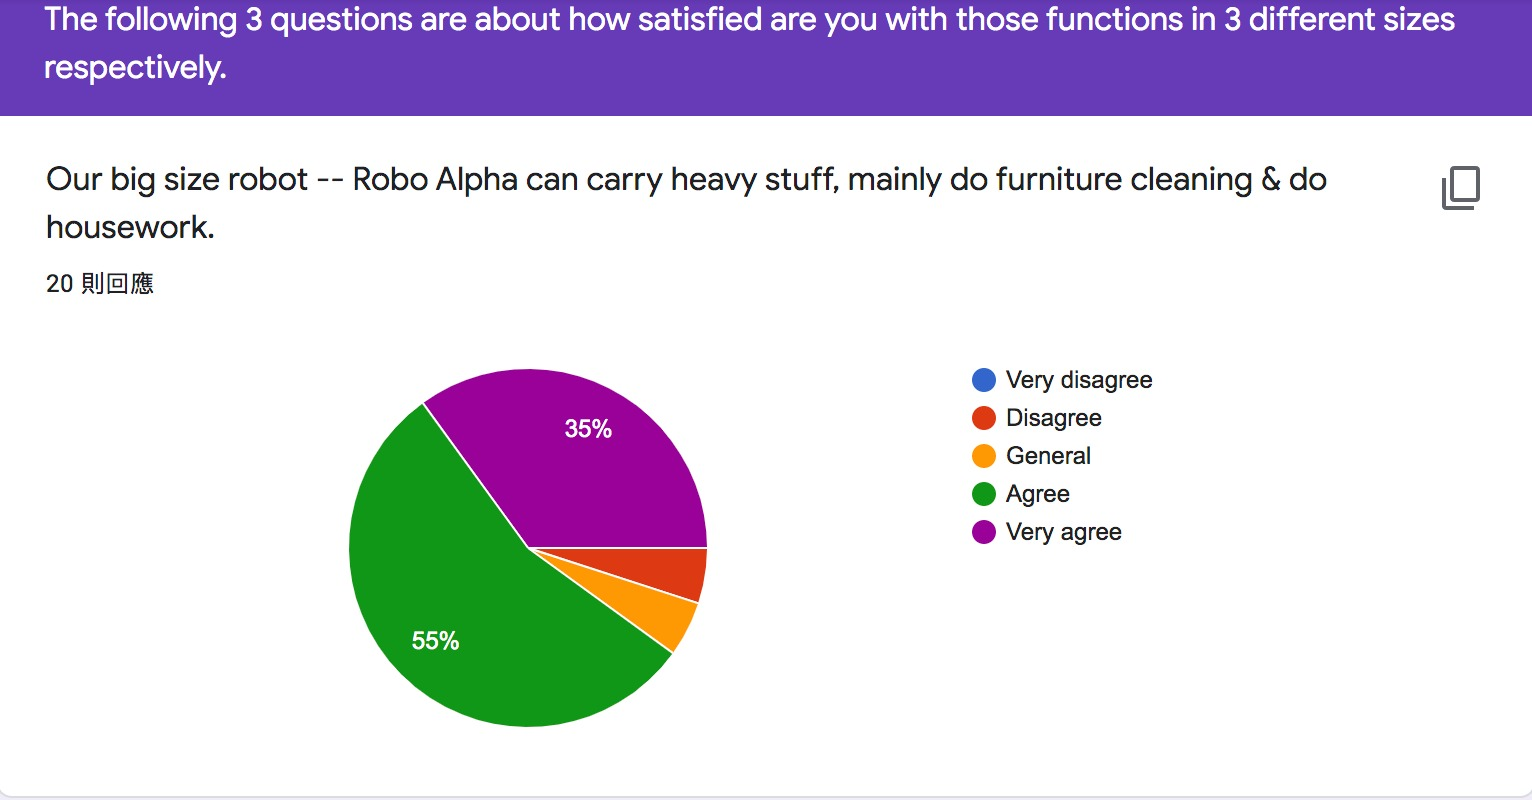 The following 3 questions are about how satisfied are you with those functions in 3 different sizes
respectively.
Our big size robot -- Robo Alpha can carry heavy stuff, mainly do furniture cleaning & do
housework.
20 則回應
Very disagree
Disagree
General
Agree
Very agree
35%
55%